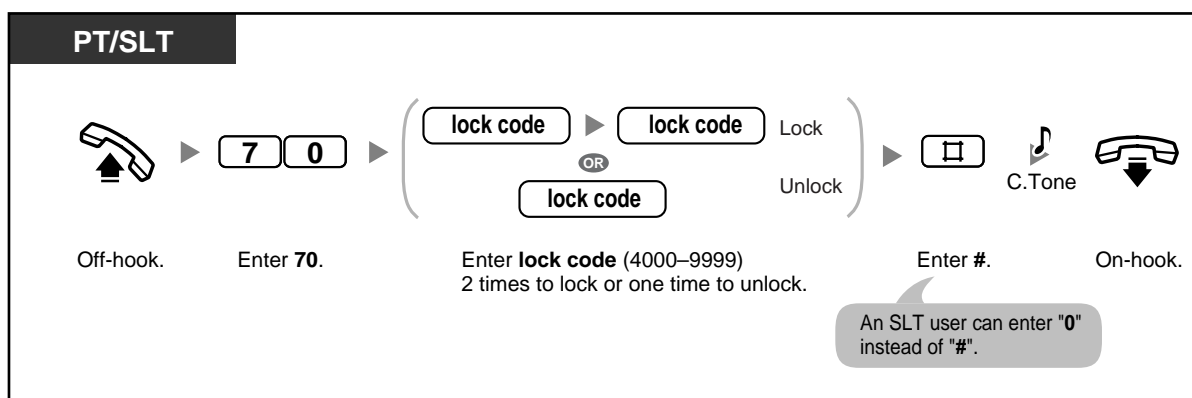 PT/SLT
7 0
lock code lock code Lock
OR
lock code Unlock
#
C.Tone
Off-hook.
Enter 70.
Enter lock code (4000–9999)
2 times to lock or one time to unlock.
Enter #.
On-hook.
An SLT user can enter "0"
instead of "#".